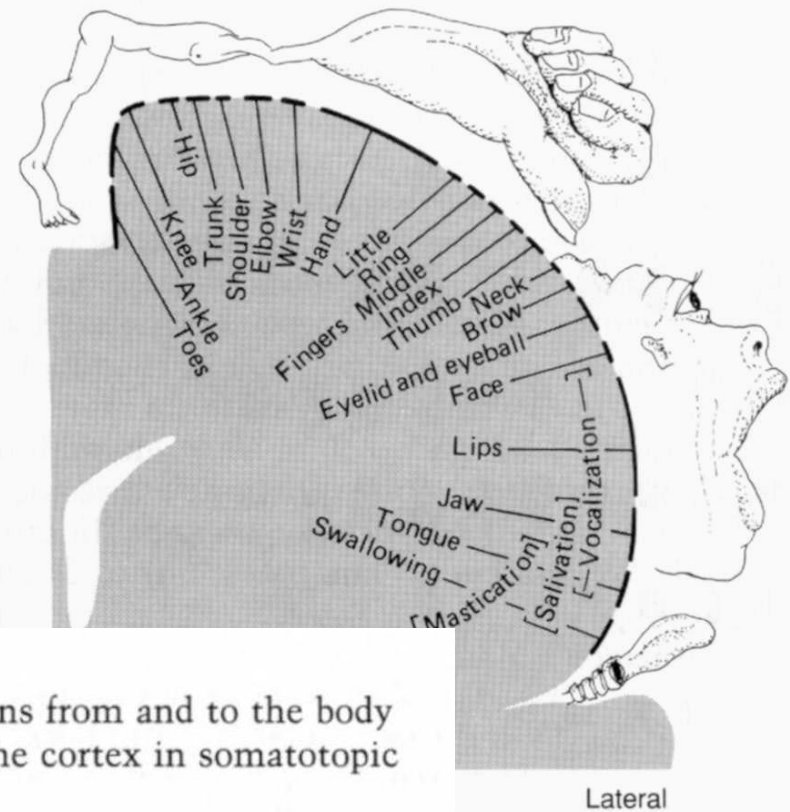 Hip
Knee
Ankle
Toes
Trunk
Shoulder
Elbow
Wrist
Hand
Little
Ring
Middle
Index
Thumb
Fingers
Neck
Brow
Eyelid and eyeball
Face
Lips
Jaw
Tongue
Swallowing
[Mastication]
[Salivation]
[Vocalization]
ns from and to the body
ne cortex in somatotopic
Lateral